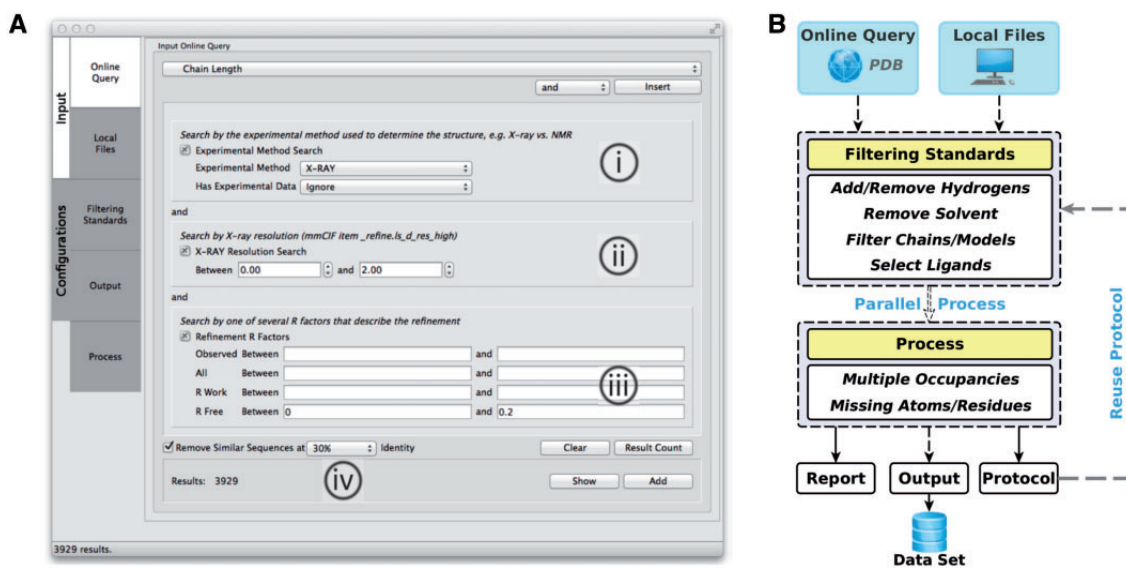 A
Input Online Query
Input
Configurations
Online
Query
Local
Files
Filtering
Standards
Output
Process
Chain Length
and Insert
Search by the experimental method used to determine the structure, e.g. X-ray vs. NMR
Experimental Method Search
Experimental Method X-RAY
Has Experimental Data Ignore
i
and
Search by X-ray resolution (mmCIF item _refine.ls_d_res_high)
X-RAY Resolution Search
Between 0.00 and 2.00
ii
and
Search by one of several R factors that describe the refinement
Refinement R Factors
Observed Between and
All Between and
R Work Between and
R Free Between 0 and 0.2
iii
Remove Similar Sequences at 30% Identity Clear Result Count
Results: 3929 Show Add
iv
3929 results.
B
Online Query
PDB
Local Files
Filtering Standards
Add/Remove Hydrogens
Remove Solvent
Filter Chains/Models
Select Ligands
Parallel Process
Process
Multiple Occupancies
Missing Atoms/Residues
Reuse Protocol
Report Output Protocol
Data Set